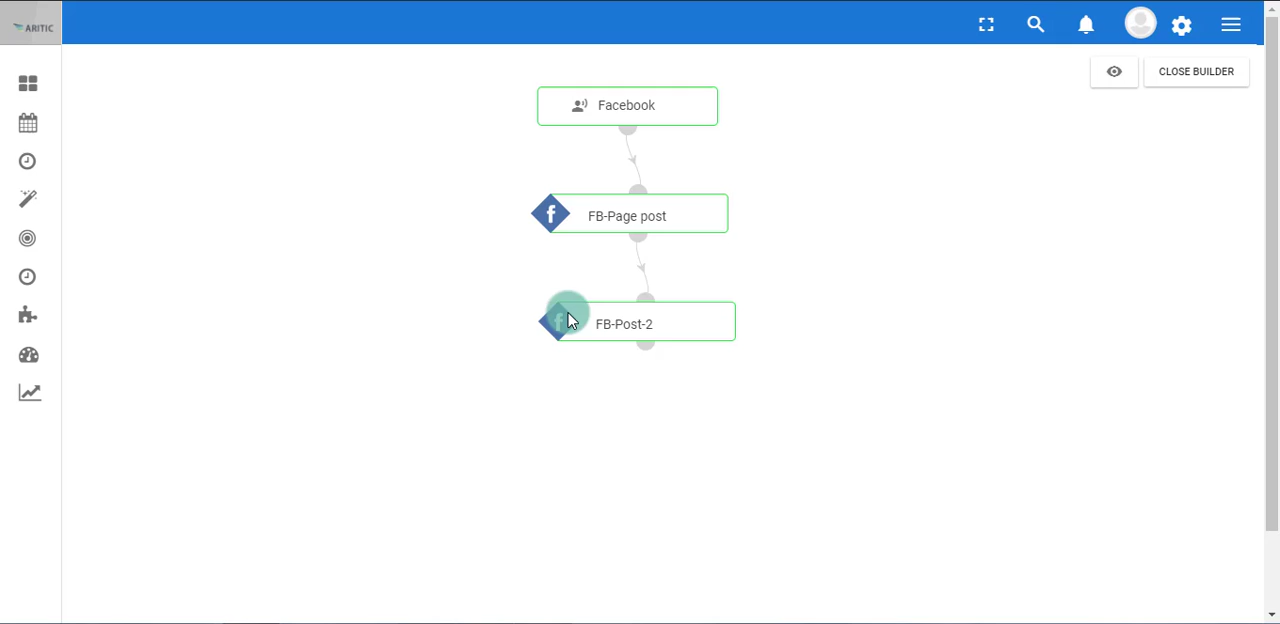 ARITIC
CLOSE BUILDER
Facebook
f FB-Page post
f FB-Post-2